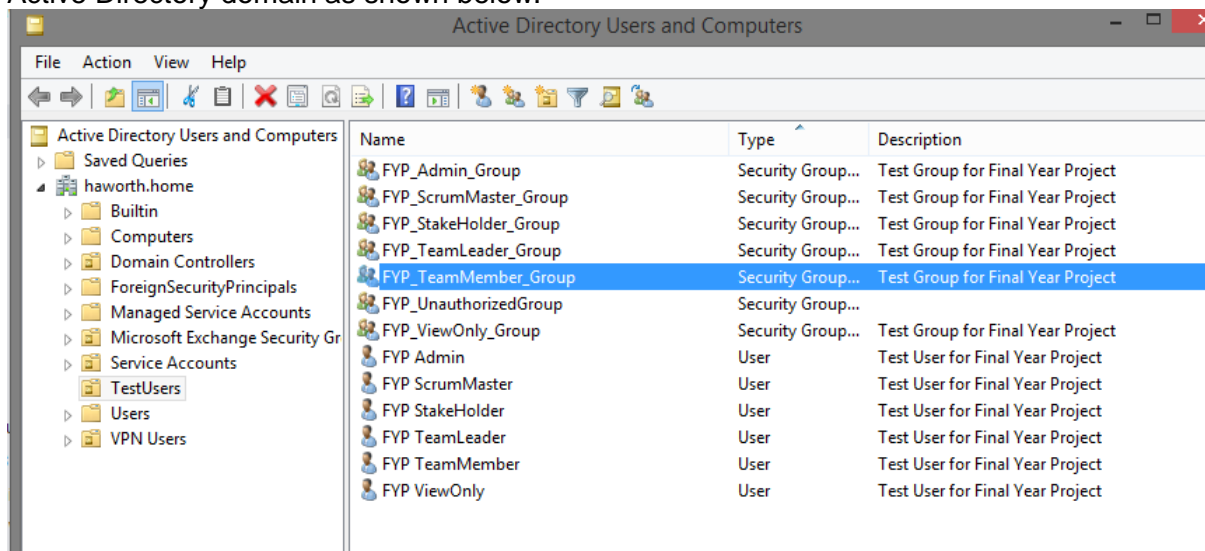 Active Directory domain as shown below.
Active Directory Users and Computers
File Action View Help
Active Directory Users and Computers
Saved Queries
haworth.home
Builtin
Computers
Domain Controllers
ForeignSecurityPrincipals
Managed Service Accounts
Microsoft Exchange Security Gr
Service Accounts
TestUsers
Users
VPN Users
Name Type Description
FYP_Admin_Group Security Group... Test Group for Final Year Project
FYP_ScrumMaster_Group Security Group... Test Group for Final Year Project
FYP_StakeHolder_Group Security Group... Test Group for Final Year Project
FYP_TeamLeader_Group Security Group... Test Group for Final Year Project
FYP_TeamMember_Group Security Group... Test Group for Final Year Project
FYP_UnauthorizedGroup Security Group...
FYP_ViewOnly_Group Security Group... Test Group for Final Year Project
FYP Admin User Test User for Final Year Project
FYP ScrumMaster User Test User for Final Year Project
FYP StakeHolder User Test User for Final Year Project
FYP TeamLeader User Test User for Final Year Project
FYP TeamMember User Test User for Final Year Project
FYP ViewOnly User Test User for Final Year Project